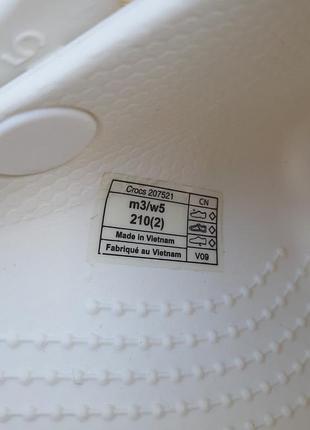 Crocs 207521
CN
m3/w5
210(2)
Made in Vietnam
Fabriqué au Vietnam
V09